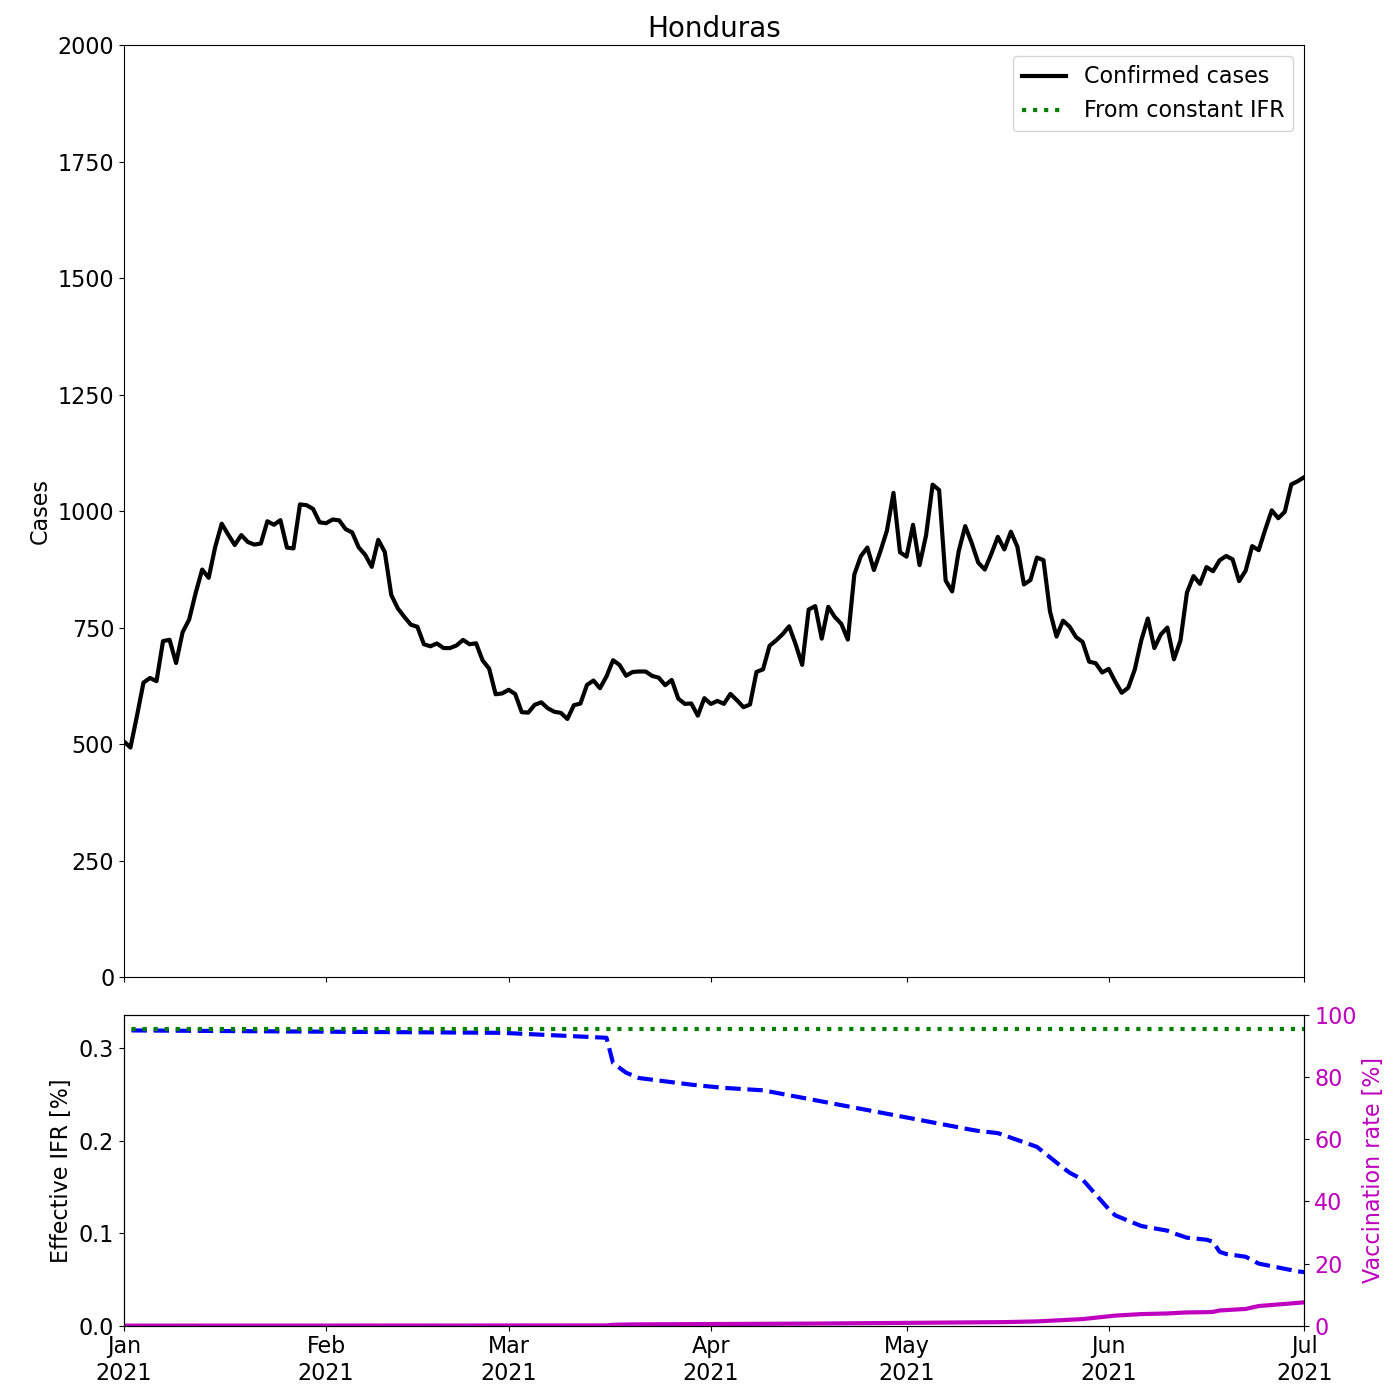 Honduras
2000
1750
1500
1250
1000
750
500
250
0
Cases
Confirmed cases
From constant IFR
0.3
0.2
0.1
0.0
Effective IFR [%]
100
80
60
40
20
0
Vaccination rate [%]
Jan Feb Mar Apr May Jun Jul
2021 2021 2021 2021 2021 2021 2021